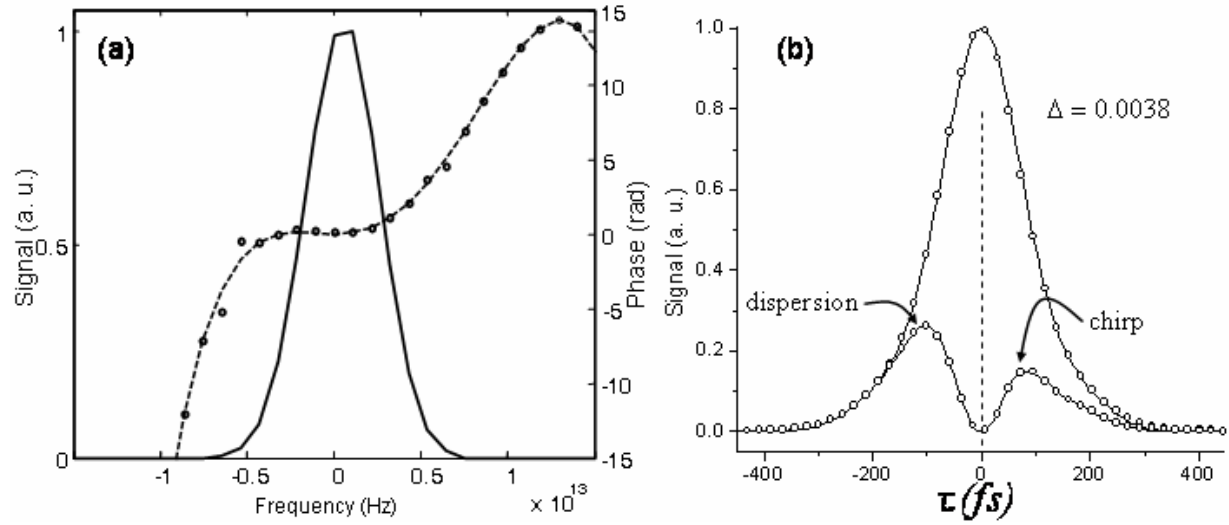 (a)
1
0.5
0
Signal (a. u.)
-1
-0.5
0
0.5
1
Frequency (Hz)
× 10¹³
15
10
5
0
-5
-10
-15
Phase (rad)
(b)
Δ = 0.0038
1.0
0.8
0.6
0.4
0.2
0.0
Signal (a. u.)
dispersion
chirp
-400
-200
0
200
400
τ (fs)